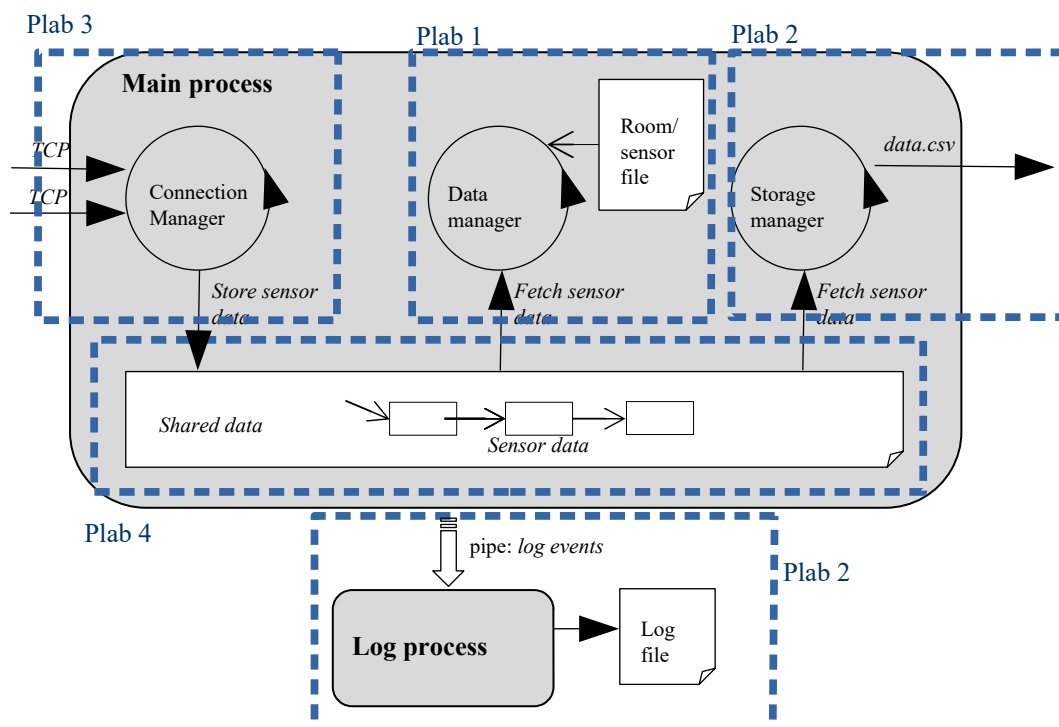 Plab 3
Plab 1
Plab 2
Main process
TCP
TCP
Connection
Manager
Data
manager
Room/
sensor
file
Storage
manager
data.csv
Store sensor
data
Fetch sensor
data
Fetch sensor
data
Shared data
Sensor data
Plab 4
pipe: log events
Plab 2
Log process
Log
file